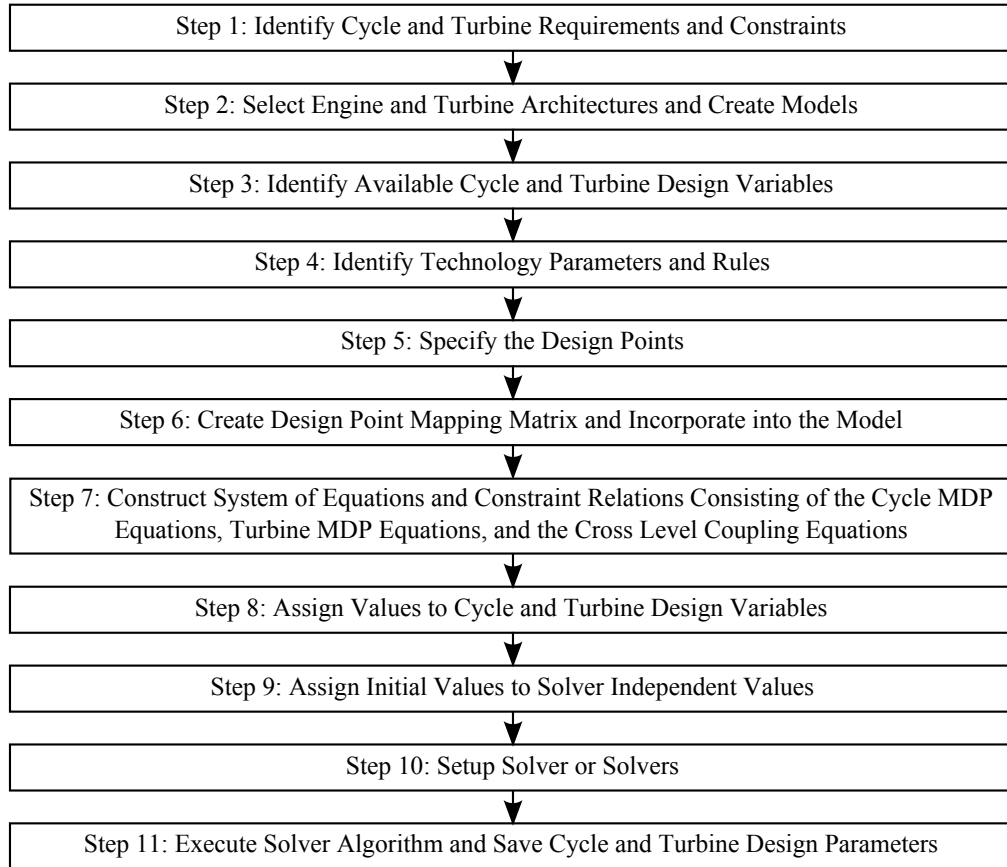 Step 1: Identify Cycle and Turbine Requirements and Constraints
Step 2: Select Engine and Turbine Architectures and Create Models
Step 3: Identify Available Cycle and Turbine Design Variables
Step 4: Identify Technology Parameters and Rules
Step 5: Specify the Design Points
Step 6: Create Design Point Mapping Matrix and Incorporate into the Model
Step 7: Construct System of Equations and Constraint Relations Consisting of the Cycle MDP
Equations, Turbine MDP Equations, and the Cross Level Coupling Equations
Step 8: Assign Values to Cycle and Turbine Design Variables
Step 9: Assign Initial Values to Solver Independent Values
Step 10: Setup Solver or Solvers
Step 11: Execute Solver Algorithm and Save Cycle and Turbine Design Parameters